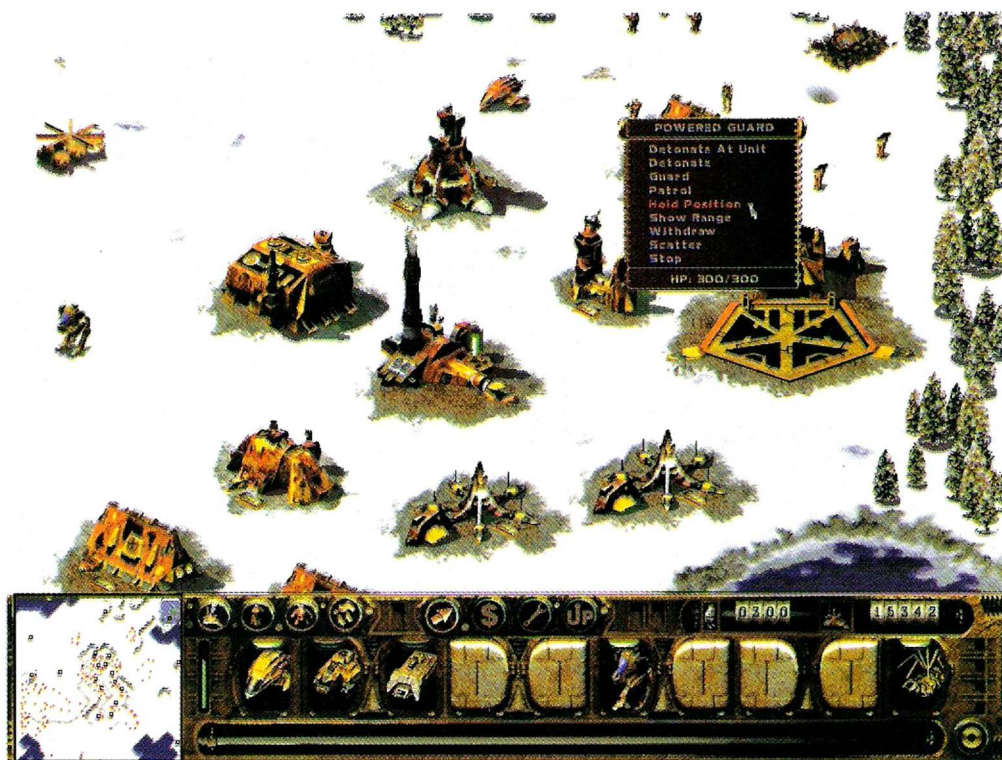 POWERED GUARD
Detonate At Unit
Detonate
Guard
Patrol
Hold Position
Show Range
Withdraw
Scatter
Stop
HP: 300/300
$ UP 0300 15342